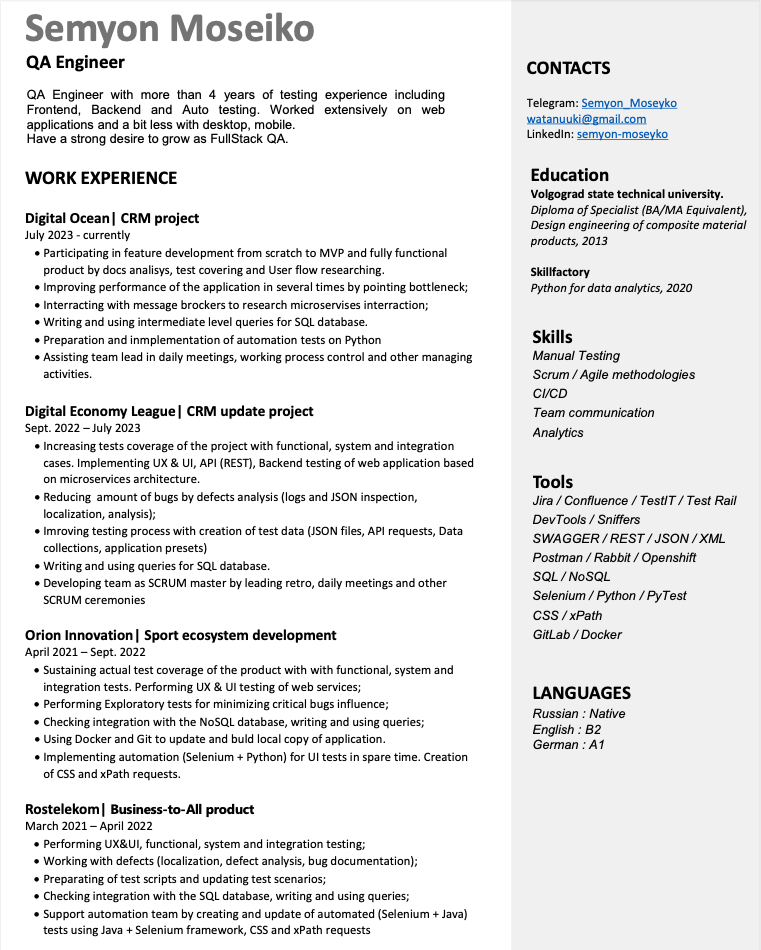 Semyon Moseiko
QA Engineer
QA Engineer with more than 4 years of testing experience including
Frontend, Backend and Auto testing. Worked extensively on web
applications and a bit less with desktop, mobile.
Have a strong desire to grow as FullStack QA.
WORK EXPERIENCE
Digital Ocean| CRM project
July 2023 - currently
• Participating in feature development from scratch to MVP and fully functional
product by docs analisys, test covering and User flow researching.
• Improving performance of the application in several times by pointing bottleneck;
• Interracting with message brockers to research microservises interraction;
• Writing and using intermediate level queries for SQL database.
• Preparation and inmplementation of automation tests on Python
• Assisting team lead in daily meetings, working process control and other managing
activities.
Digital Economy League| CRM update project
Sept. 2022 – July 2023
• Increasing tests coverage of the project with functional, system and integration
cases. Implementing UX & UI, API (REST), Backend testing of web application based
on microservices architecture.
• Reducing  amount of bugs by defects analysis (logs and JSON inspection,
localization, analysis);
• Improving testing process with creation of test data (JSON files, API requests, Data
collections, application presets)
• Writing and using queries for SQL database.
• Developing team as SCRUM master by leading retro, daily meetings and other
SCRUM ceremonies
Orion Innovation| Sport ecosystem development
April 2021 – Sept. 2022
• Sustaining actual test coverage of the product with with functional, system and
integration tests. Performing UX & UI testing of web services;
• Performing Exploratory tests for minimizing critical bugs influence;
• Checking integration with the NoSQL database, writing and using queries;
• Using Docker and Git to update and buld local copy of application.
• Implementing automation (Selenium + Python) for UI tests in spare time. Creation
of CSS and xPath requests.
Rostelekom| Business-to-All product
March 2021 – April 2022
• Performing UX&UI, functional, system and integration testing;
• Working with defects (localization, defect analysis, bug documentation);
• Preparating of test scripts and updating test scenarios;
• Checking integration with the SQL database, writing and using queries;
• Support automation team by creating and update of automated (Selenium + Java)
tests using Java + Selenium framework, CSS and xPath requests
CONTACTS
Telegram: Semyon_Moseyko
watanuuki@gmail.com
LinkedIn: semyon-moseyko
Education
Volgograd state technical university.
Diploma of Specialist (BA/MA Equivalent),
Design engineering of composite material
products, 2013
Skillfactory
Python for data analytics, 2020
Skills
Manual Testing
Scrum / Agile methodologies
CI/CD
Team communication
Analytics
Tools
Jira / Confluence / TestIT / Test Rail
DevTools / Sniffers
SWAGGER / REST / JSON / XML
Postman / Rabbit / Openshift
SQL / NoSQL
Selenium / Python / PyTest
CSS / xPath
GitLab / Docker
LANGUAGES
Russian : Native
English : B2
German : A1